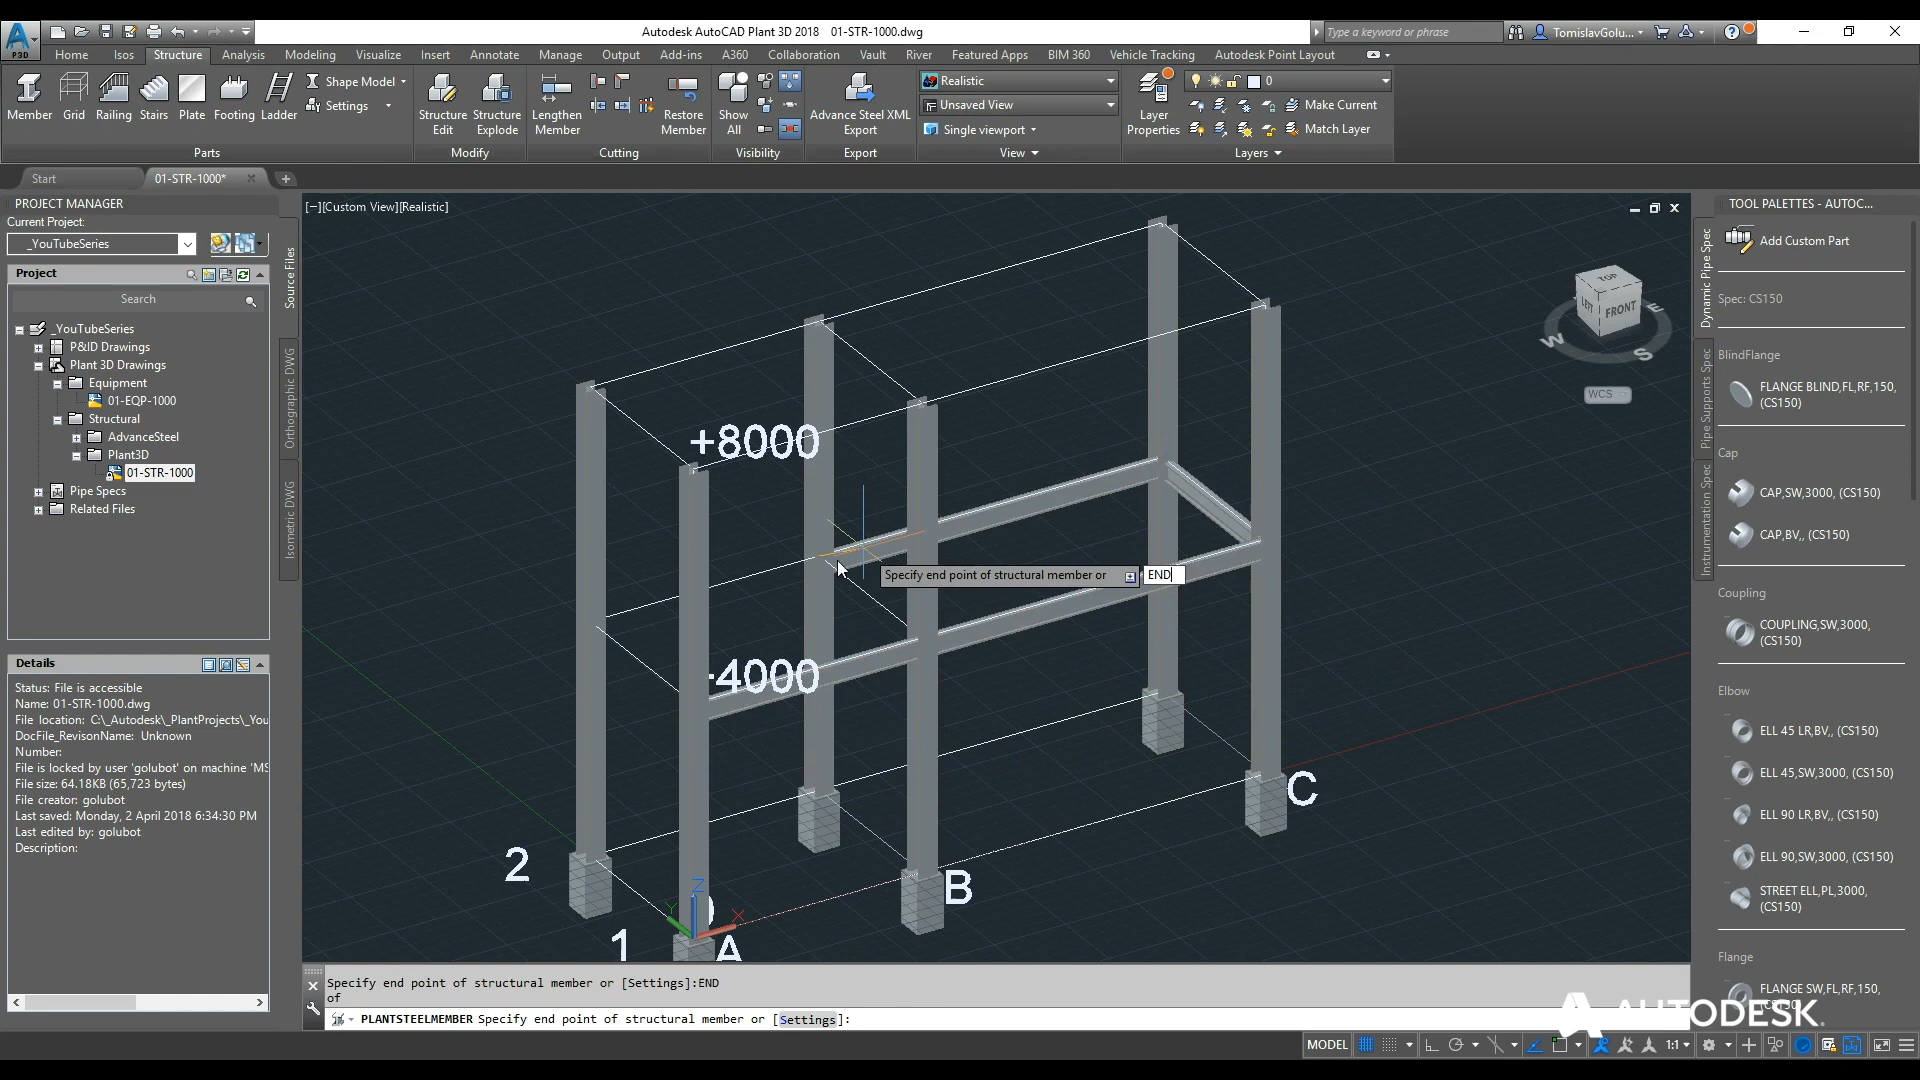 Autodesk AutoCAD Plant 3D 2018 01-STR-1000.dwg
Type a keyword or phrase
TomislavGolu...
P3D
Home Isos Structure Analysis Modeling Visualize Insert Annotate Manage Output Add-ins A360 Collaboration Vault River Featured Apps BIM 360 Vehicle Tracking Autodesk Point Layout
Member Grid Railing Stairs Plate Footing Ladder
Shape Model
Settings
Parts
Structure Edit
Structure Explode
Modify
Lengthen Member
Restore Member
Cutting
Show All
Visibility
Advance Steel XML Export
Export
Realistic
Unsaved View
Single viewport
View
Layer Properties
0
Make Current
Match Layer
Layers
Start
01-STR-1000*
PROJECT MANAGER
Current Project:
_YouTubeSeries
Project
Search
_YouTubeSeries
P&ID Drawings
Plant 3D Drawings
Equipment
01-EQP-1000
Structural
AdvanceSteel
Plant3D
01-STR-1000
Pipe Specs
Related Files
Source Files
Orthographic DWG
Isometric DWG
Details
Status: File is accessible
Name: 01-STR-1000.dwg
File location: C:\_Autodesk\_PlantProjects\_You
DocFile_RevisonName: Unknown
Number:
File is locked by user 'golubot' on machine 'MS
File size: 64.18KB (65,723 bytes)
File creator: golubot
Last saved: Monday, 2 April 2018 6:34:30 PM
Last edited by: golubot
Description:
[−][Custom View][Realistic]
TOP
LEFT
FRONT
W
S
E
WCS
+8000
4000
Specify end point of structural member or
END
2
1
A
B
C
Z
X
Y
Specify end point of structural member or [Settings]:END
of
PLANTSTEELMEMBER Specify end point of structural member or [Settings]:
TOOL PALETTES - AUTOC...
Dynamic Pipe Spec
Pipe Supports Spec
Instrumentation Spec
Add Custom Part
Spec: CS150
BlindFlange
FLANGE BLIND,FL,RF,150,
(CS150)
Cap
CAP,SW,3000, (CS150)
CAP,BV,, (CS150)
Coupling
COUPLING,SW,3000,
(CS150)
Elbow
ELL 45 LR,BV,, (CS150)
ELL 45,SW,3000, (CS150)
ELL 90 LR,BV,, (CS150)
ELL 90,SW,3000, (CS150)
STREET ELL,PL,3000,
(CS150)
Flange
FLANGE SW,FL,RF,150,
AUTODESK.
MODEL
1:1